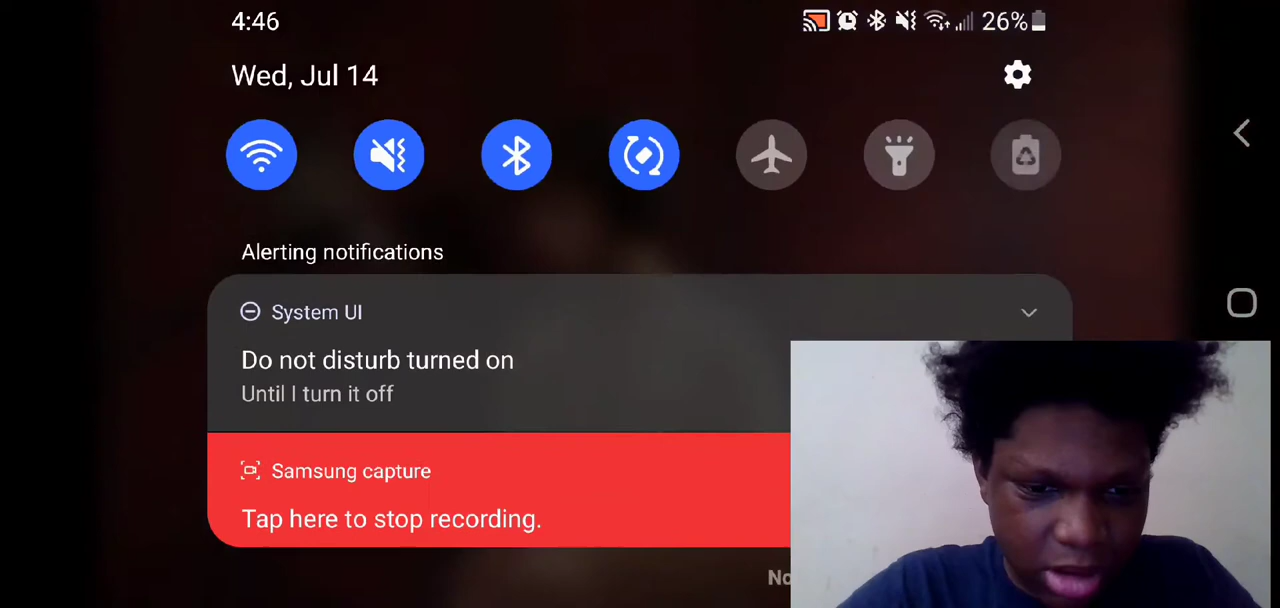 4:46
26%
Wed, Jul 14
Alerting notifications
System UI
Do not disturb turned on
Until I turn it off
Samsung capture
Tap here to stop recording.